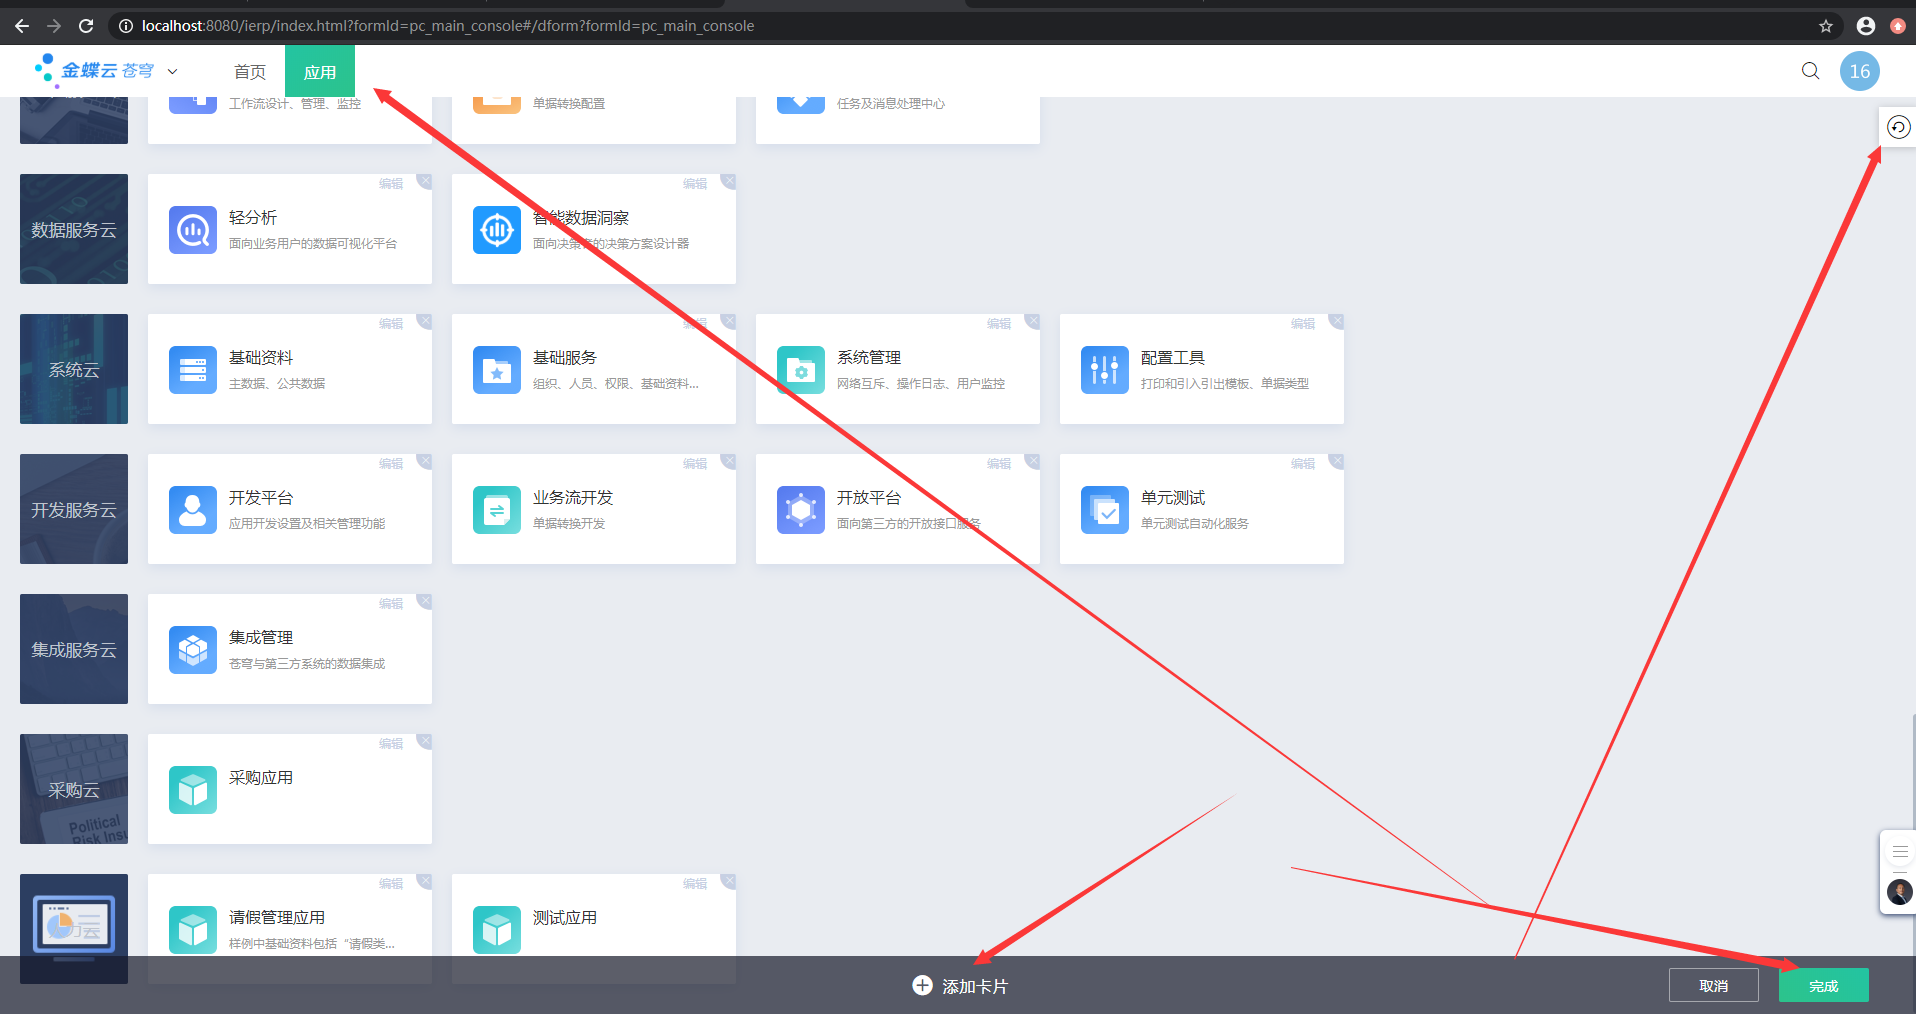 localhost:8080/ierp/index.html?formId=pc_main_console#/dform?formId=pc_main_console
金蝶云 苍穹
首页
应用
16
工作流设计、管理、监控
单据转换配置
任务及消息处理中心
数据服务云
编辑
轻分析
面向业务用户的数据可视化平台
编辑
智能数据洞察
面向决策者的决策方案设计器
系统云
编辑
基础资料
主数据、公共数据
编辑
基础服务
组织、人员、权限、基础资料...
编辑
系统管理
网络互斥、操作日志、用户监控
编辑
配置工具
打印和引入引出模板、单据类型
开发服务云
编辑
开发平台
应用开发设置及相关管理功能
编辑
业务流开发
单据转换开发
编辑
开放平台
面向第三方的开放接口服务
编辑
单元测试
单元测试自动化服务
集成服务云
编辑
集成管理
苍穹与第三方系统的数据集成
采购云
Political
Risk Insu
编辑
采购应用
编辑
请假管理应用
样例中基础资料包括“请假类...
编辑
测试应用
添加卡片
取消
完成